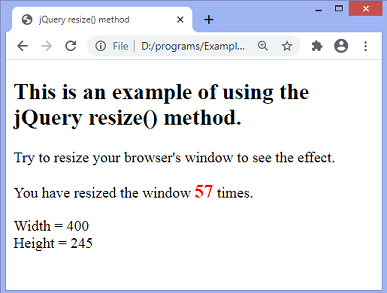 jQuery resize() method
File | D:/programs/Exampl...
This is an example of using the
jQuery resize() method.
Try to resize your browser's window to see the effect.
You have resized the window 57 times.
Width = 400
Height = 245